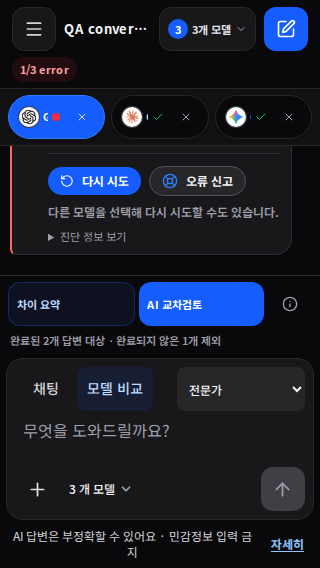 QA conver…
3
3개 모델
1/3 error
다시 시도
오류 신고
다른 모델을 선택해 다시 시도할 수도 있습니다.
▶ 진단 정보 보기
차이 요약
AI 교차검토
완료된 2개 답변 대상 · 완료되지 않은 1개 제외
채팅
모델 비교
전문가
무엇을 도와드릴까요?
3 개 모델
AI 답변은 부정확할 수 있어요 · 민감정보 입력 금
지
자세히